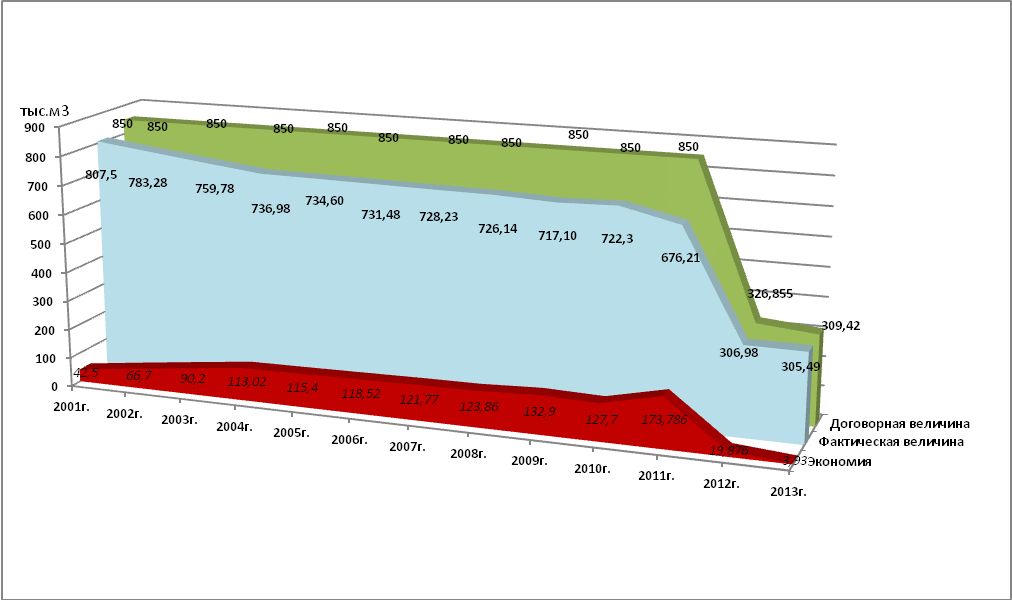 тыс.м3
900
800
700
600
500
400
300
200
100
0
850 850 850 850 850 850 850 850 850 850 850 326,855 309,42
807,5 783,28 759,78 736,98 734,60 731,48 728,23 726,14 717,10 722,3 676,21 306,98 305,49
42,5 66,7 90,2 113,02 115,4 118,52 121,77 123,86 132,9 127,7 173,786 19,876 3,93
2001г. 2002г. 2003г. 2004г. 2005г. 2006г. 2007г. 2008г. 2009г. 2010г. 2011г. 2012г. 2013г.
Договорная величина
Фактическая величина
Экономия